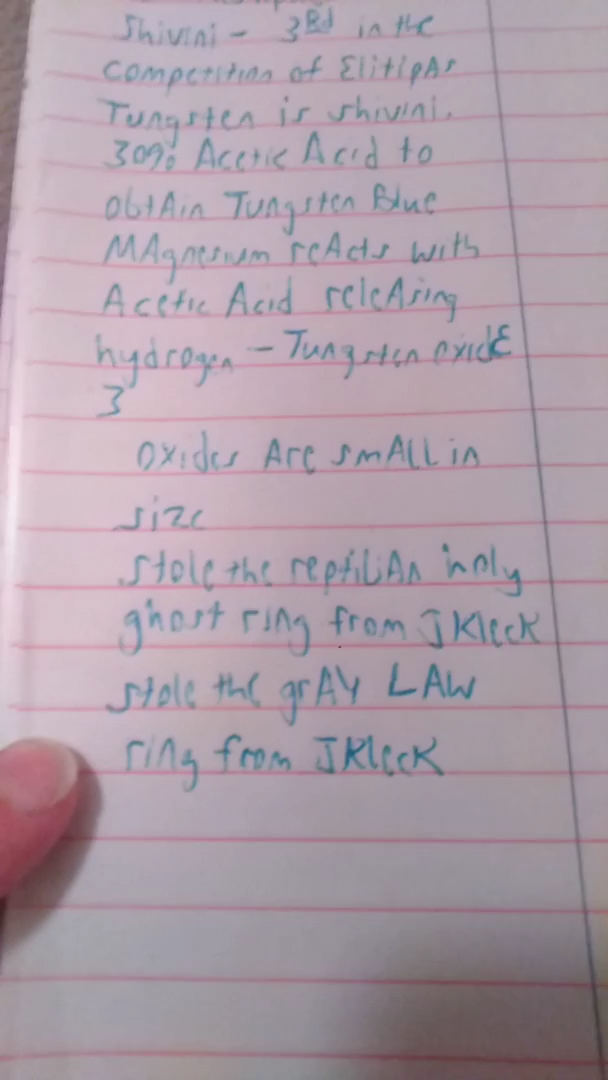 Shivini - 3Rd in the
competition of ElitipAs
Tungsten is shivini.
30% Acetic Acid to
obtAin Tungsten Blue
MAgnesium reActs with
Acetic Acid releAsing
hydrogen - Tungsten oxidE
3
oxides Are smALL in
size
stole the reptiLiAn holy
ghost ring from JKleck
stole the grAY LAW
ring from JKleck